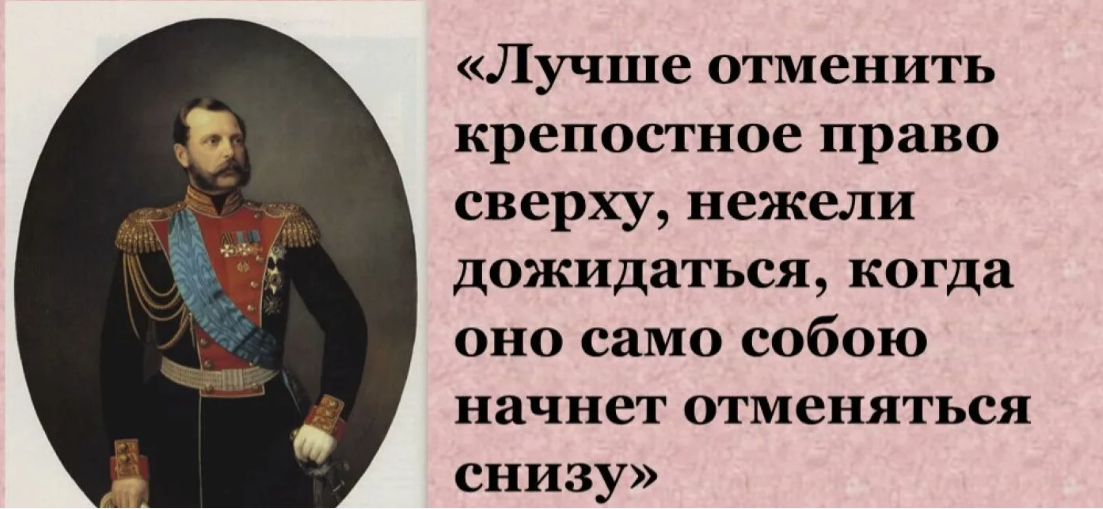 «Лучше отменить
крепостное право
сверху, нежели
дожидаться, когда
оно само собою
начнет отменяться
снизу»